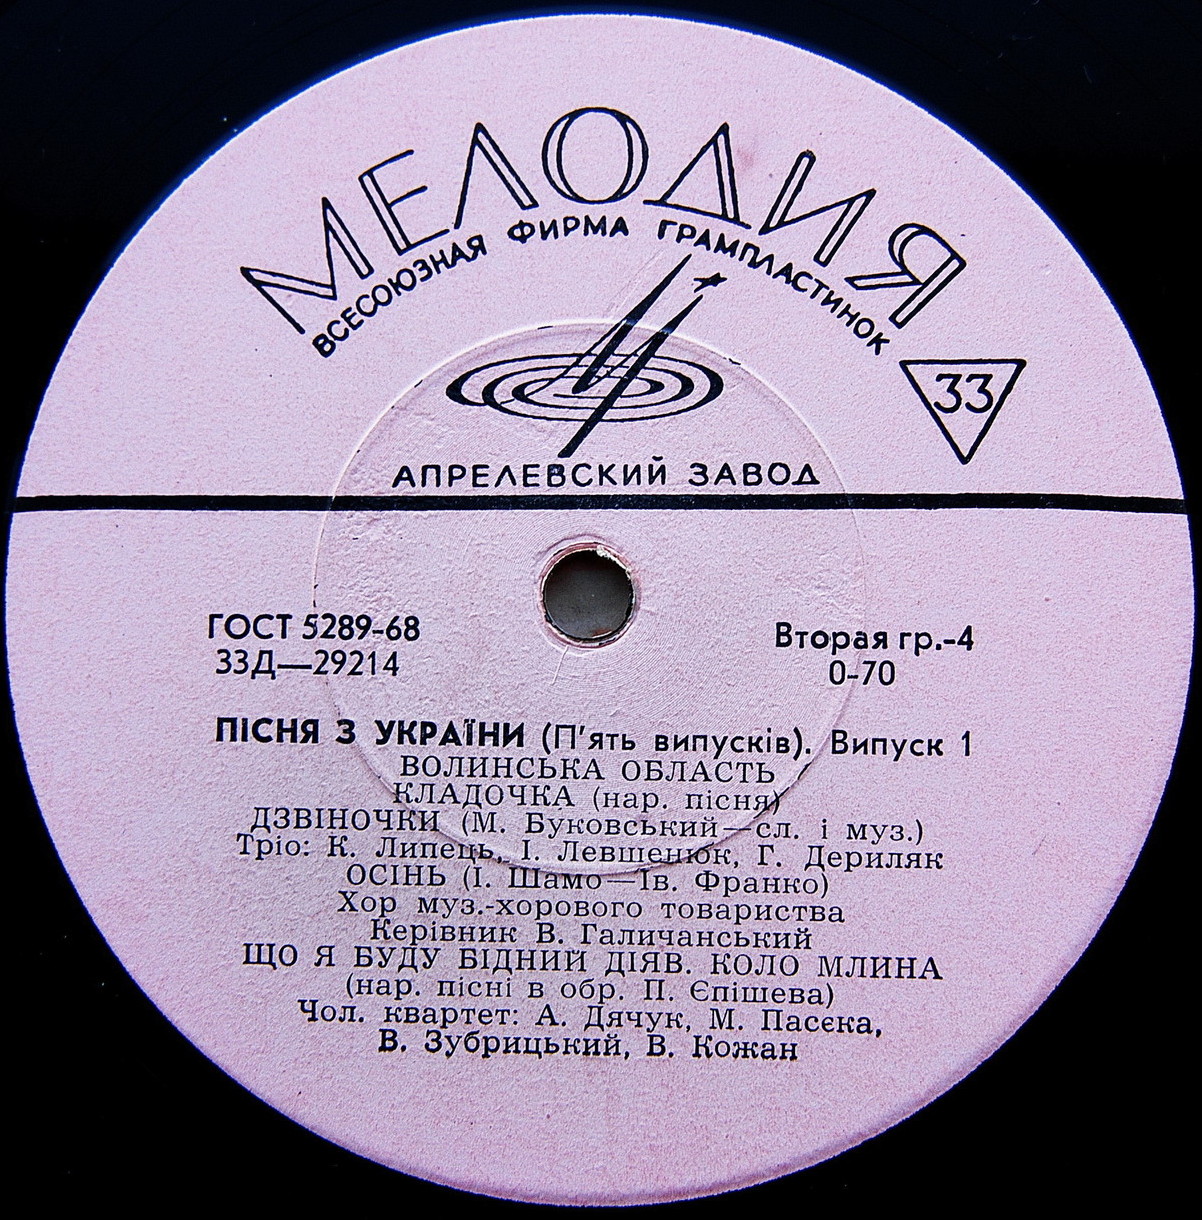 МЕЛОДИЯ
ВСЕСОЮЗНАЯ ФИРМА ГРАМПЛАСТИНОК
33
АПРЕЛЕВСКИЙ ЗАВОД
ГОСТ 5289-68
33Д—29214
Вторая гр.-4
0-70
ПІСНЯ З УКРАЇНИ (П'ять випусків). Випуск 1
ВОЛИНСЬКА ОБЛАСТЬ
КЛАДОЧКА (нар. пісня)
ДЗВІНОЧКИ (М. Буковський—сл. і муз.)
Тріо: К. Липець, І. Левшенюк, Г. Дериляк
ОСІНЬ (І. Шамо—Ів. Франко)
Хор муз.-хорового товариства
Керівник В. Галичанський
ЩО Я БУДУ БІДНИЙ ДІЯВ. КОЛО МЛИНА
(нар. пісні в обр. П. Єпішева)
Чол. квартет: А. Дячук, М. Пасєка,
В. Зубрицький, В. Кожан